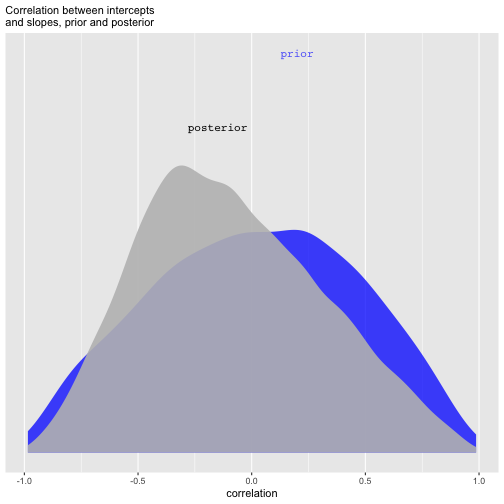 Correlation between intercepts
and slopes, prior and posterior
prior
posterior
-1.0 -0.5 0.0 0.5 1.0
correlation